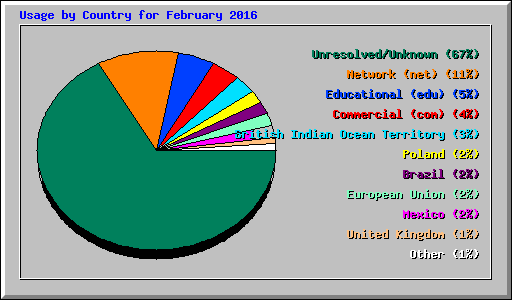 Usage by Country for February 2016
Unresolved/Unknown (67%)
Network (net) (11%)
Educational (edu) (5%)
Commercial (com) (4%)
British Indian Ocean Territory (3%)
Poland (2%)
Brazil (2%)
European Union (2%)
Mexico (2%)
United Kingdom (1%)
Other (1%)